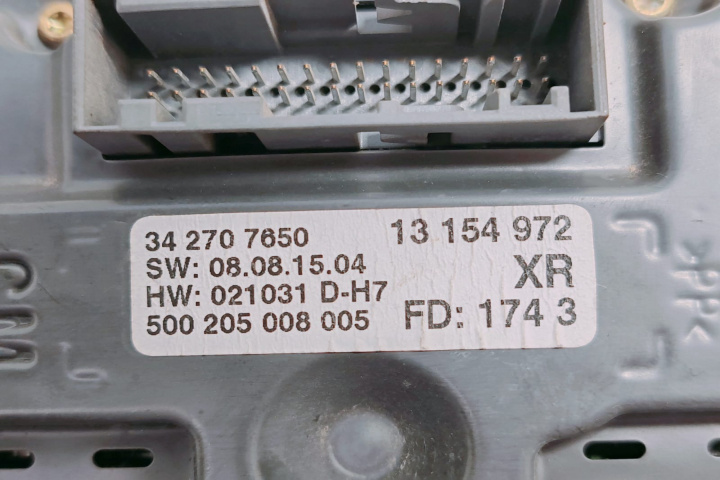 34 270 7650
13 154 972
SW: 08.08.15.04
XR
HW: 021031 D-H7
500 205 008 005
FD: 174 3
>PP<